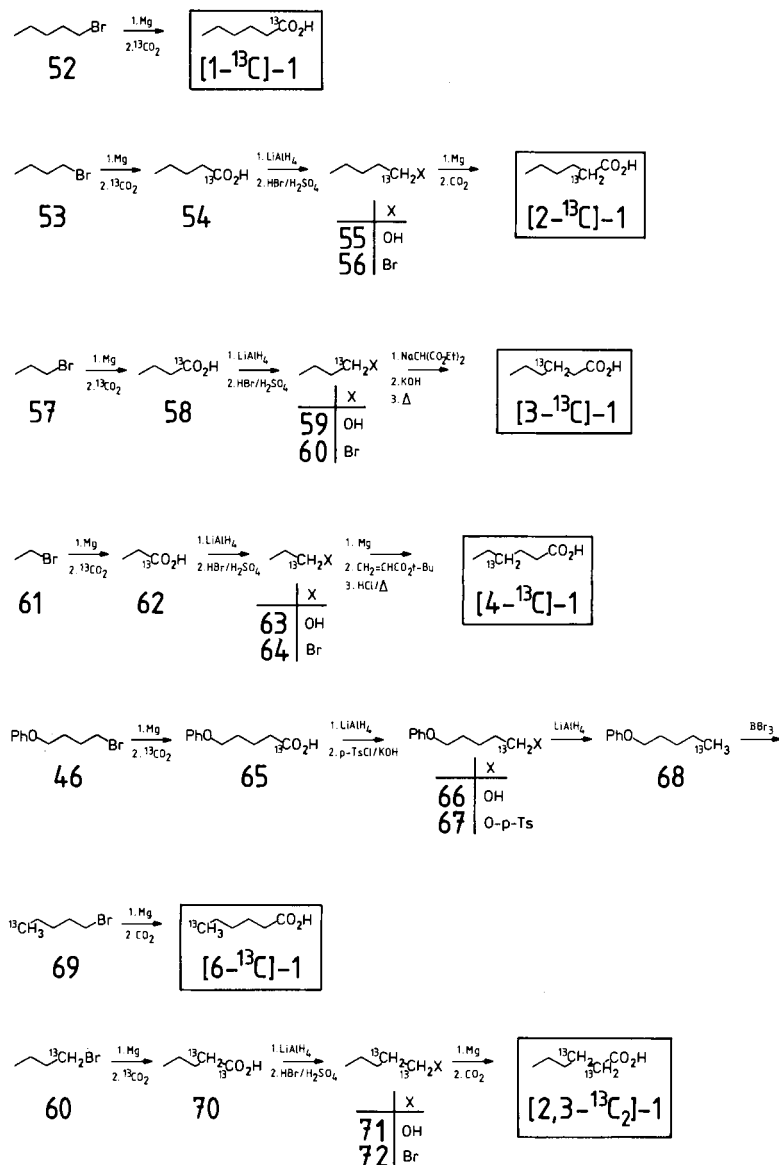 Br 1. Mg 2. ¹³CO₂ ¹³CO₂H
52 [1-¹³C]-1
Br 1. Mg 2. ¹³CO₂ ¹³CO₂H 1. LiAlH₄ 2. HBr/H₂SO₄ ¹³CH₂X 1. Mg 2. CO₂ ¹³CH₂ CO₂H
53 54 [2-¹³C]-1
X
55 OH
56 Br
Br 1. Mg 2. ¹³CO₂ ¹³CO₂H 1. LiAlH₄ 2. HBr/H₂SO₄ ¹³CH₂X 1. NaCH(CO₂Et)₂ 2. KOH 3. Δ ¹³CH₂ CO₂H
57 58 [3-¹³C]-1
X
59 OH
60 Br
Br 1. Mg 2. ¹³CO₂ ¹³CO₂H 1. LiAlH₄ 2. HBr/H₂SO₄ ¹³CH₂X 1. Mg 2. CH₂=CHCO₂t-Bu 3. HCl/Δ ¹³CH₂ CO₂H
61 62 [4-¹³C]-1
X
63 OH
64 Br
PhO Br 1. Mg 2. ¹³CO₂ PhO ¹³CO₂H 1. LiAlH₄ 2. p-TsCl/KOH PhO ¹³CH₂X LiAlH₄ PhO ¹³CH₃ BBr₃
46 65 68
X
66 OH
67 O-p-Ts
¹³CH₃ Br 1. Mg 2. CO₂ ¹³CH₃ CO₂H
69 [6-¹³C]-1
¹³CH₂Br 1. Mg 2. ¹³CO₂ ¹³CH₂ ¹³CO₂H 1. LiAlH₄ 2. HBr/H₂SO₄ ¹³CH₂ ¹³CH₂X 1. Mg 2. CO₂ ¹³CH₂ ¹³CH₂ CO₂H
60 70 [2,3-¹³C₂]-1
X
71 OH
72 Br